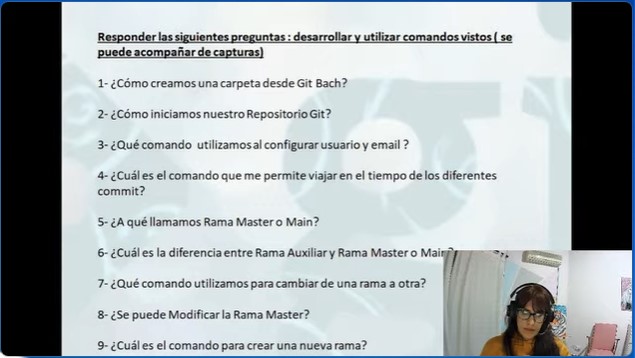 Responder las siguientes preguntas : desarrollar y utilizar comandos vistos ( se
puede acompañar de capturas)
1- ¿Cómo creamos una carpeta desde Git Bach?
2- ¿Cómo iniciamos nuestro Repositorio Git?
3- ¿Qué comando utilizamos al configurar usuario y email ?
4- ¿Cuál es el comando que me permite viajar en el tiempo de los diferentes
commit?
5- ¿A qué llamamos Rama Master o Main?
6- ¿Cuál es la diferencia entre Rama Auxiliar y Rama Master o Main?
7- ¿Qué comando utilizamos para cambiar de una rama a otra?
8- ¿Se puede Modificar la Rama Master?
9- ¿Cuál es el comando para crear una nueva rama?